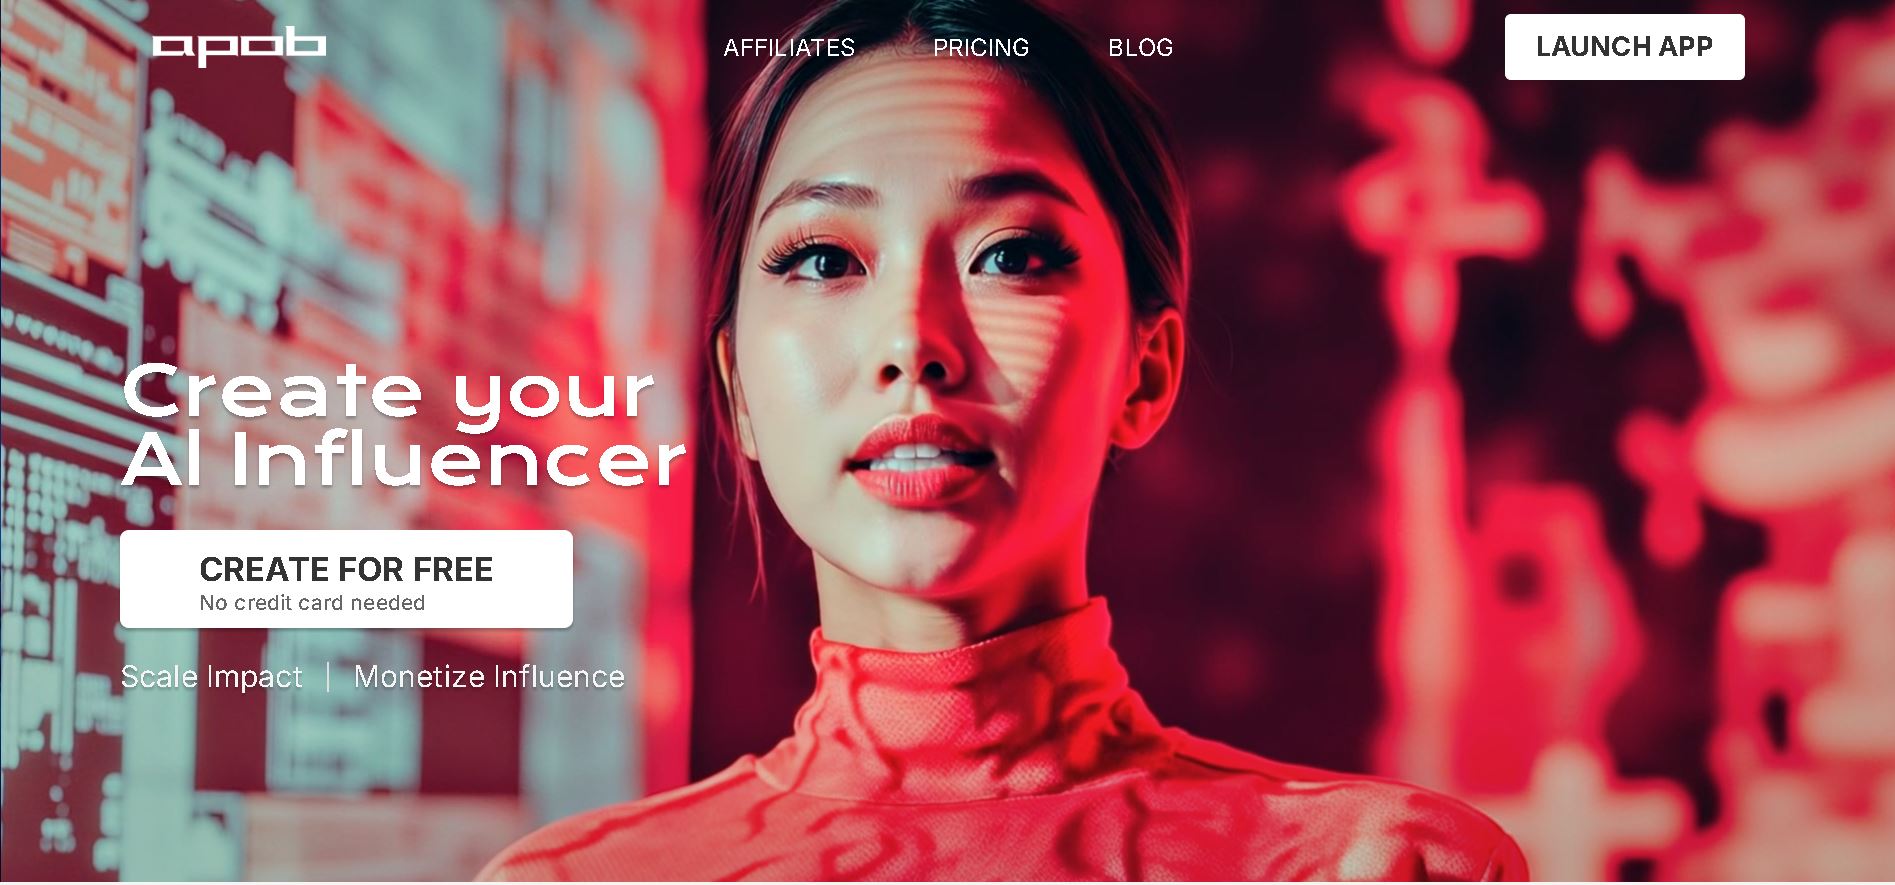 apob
AFFILIATES
PRICING
BLOG
LAUNCH APP
Create your
AI Influencer
CREATE FOR FREE
No credit card needed
Scale Impact | Monetize Influence